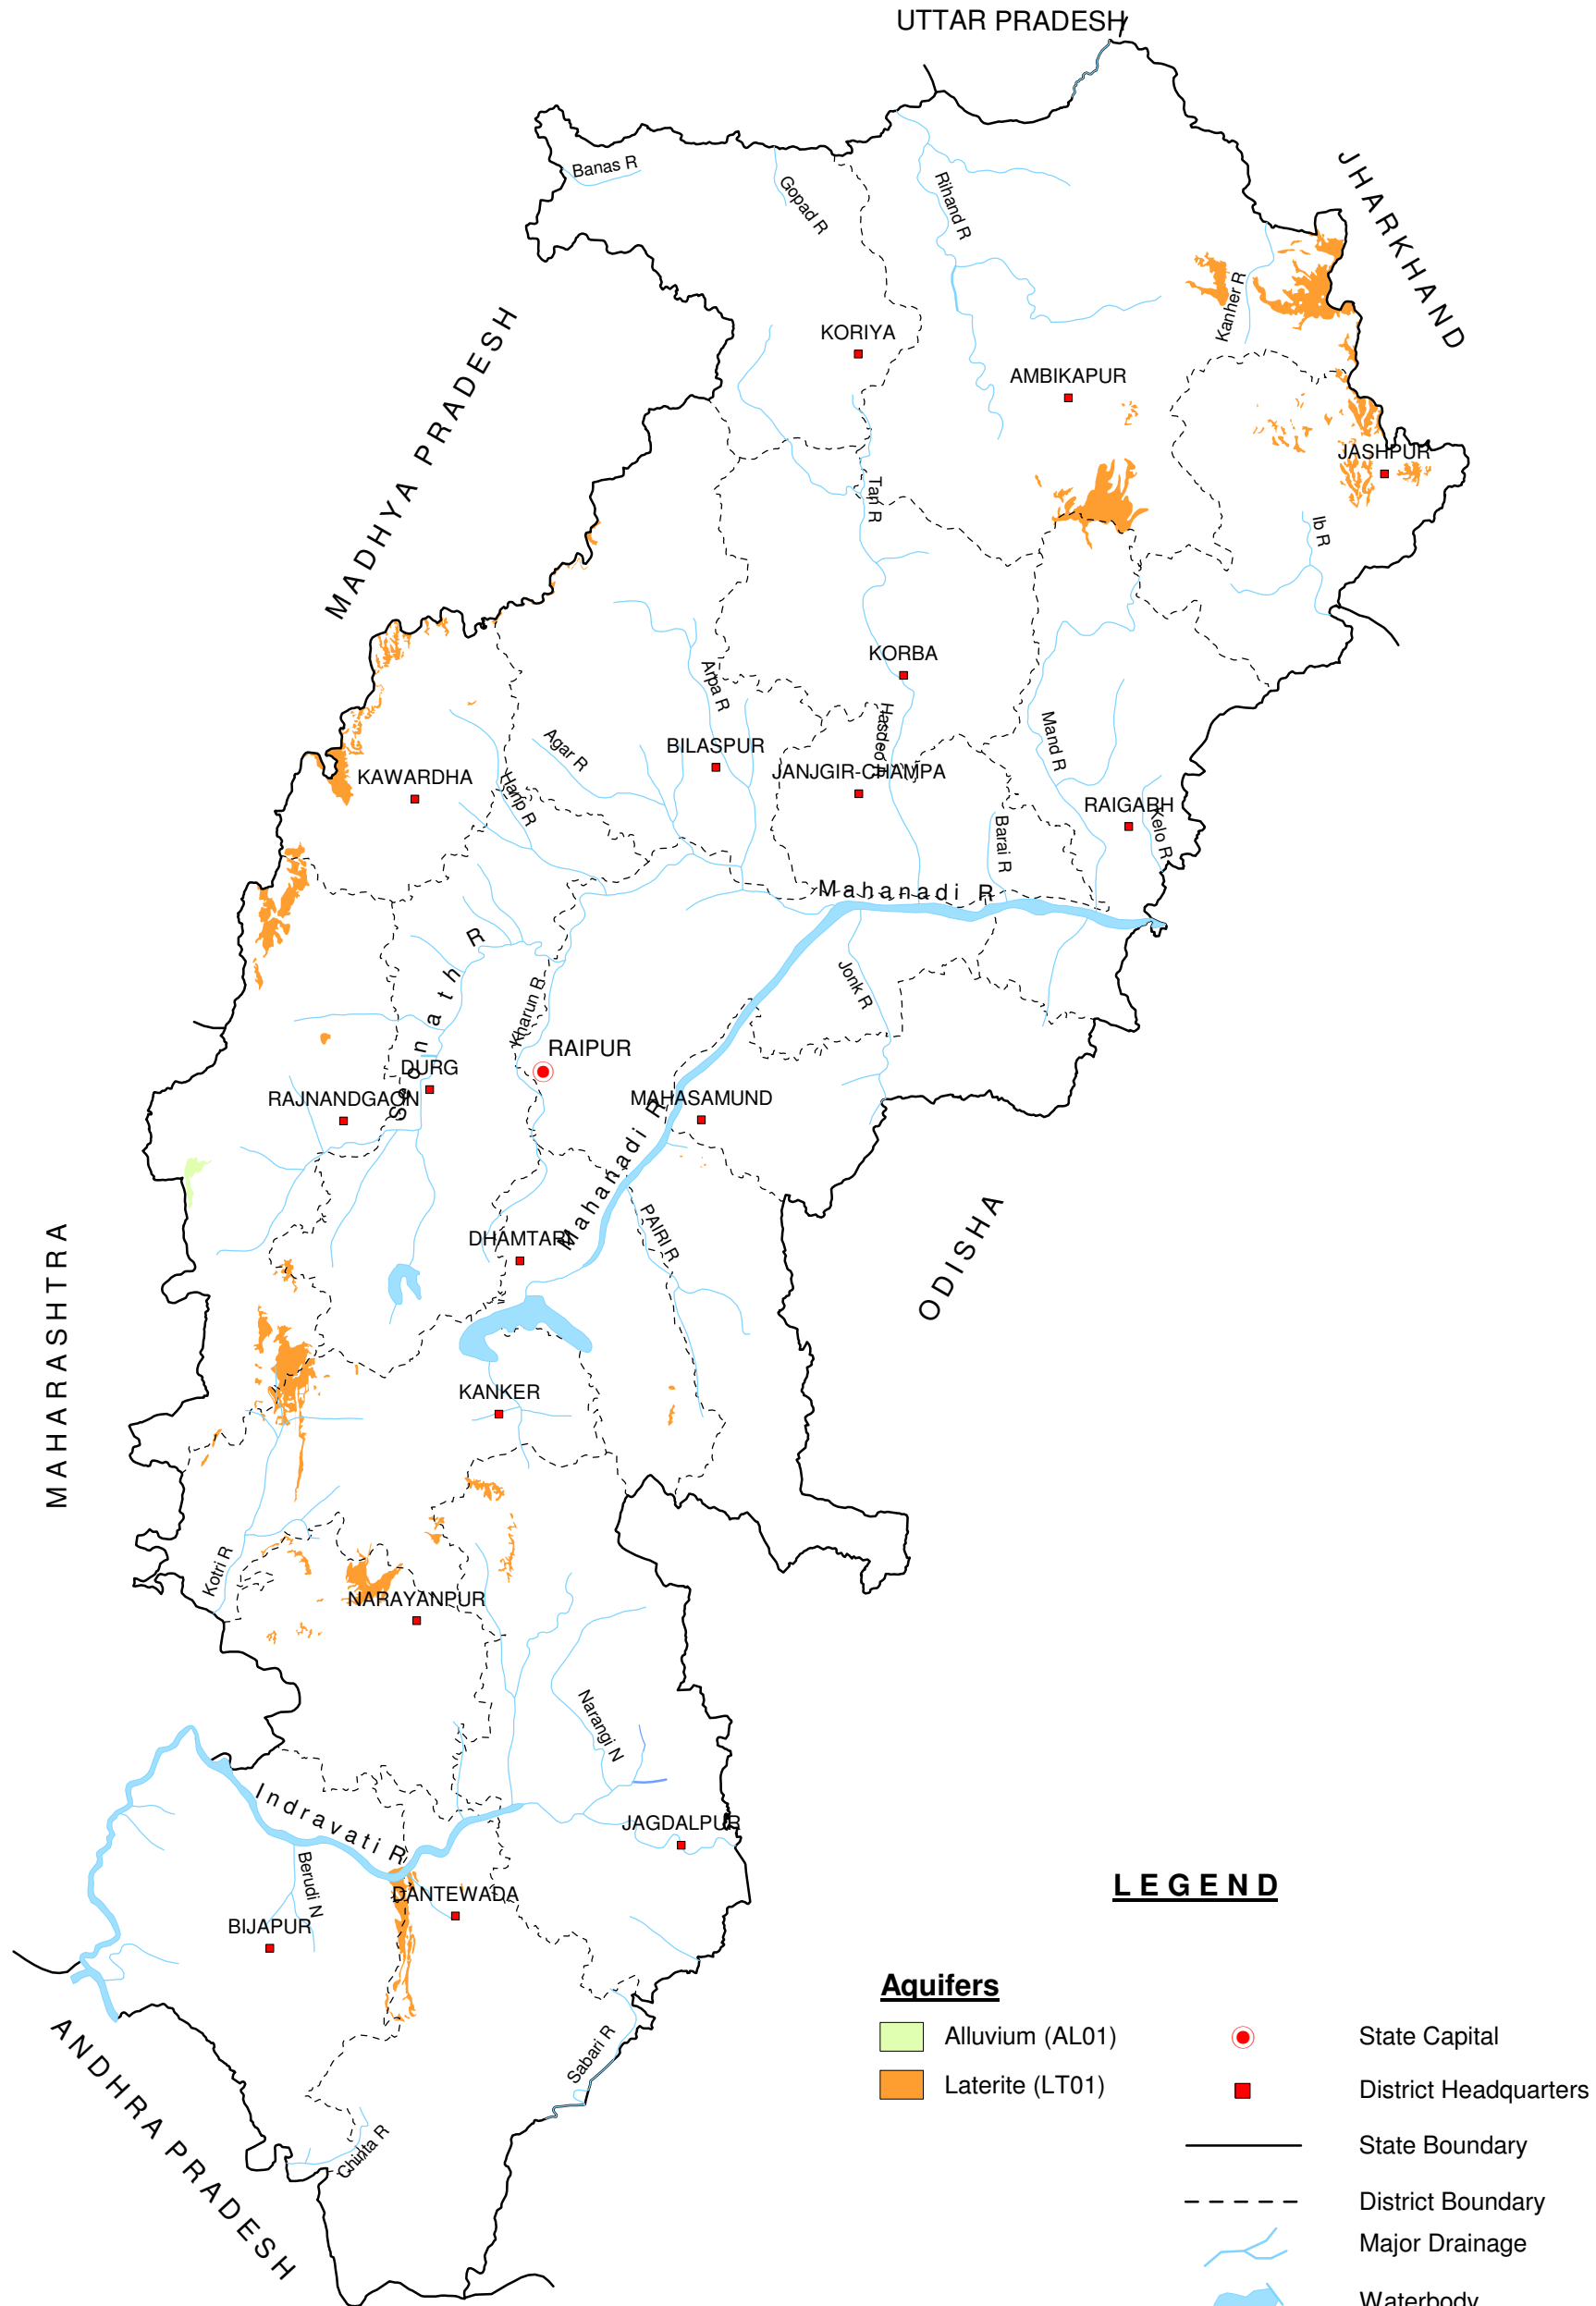 UTTAR PRADESH
JHARKHAND
Banas R
Gopad R
Rihand R
Kanher R
KORIYA
AMBIKAPUR
MADHYA PRADESH
JASHPUR
Tan R
Ib R
KORBA
Arpa R
Hasdeo R
Mand R
Agar R
BILASPUR
JANJGIR-CHAMPA
KAWARDHA
Hanp R
RAIGARH
Kelo R
Barai R
Mahanadi R
Seonath R
Jonk R
Kharun R
RAIPUR
DURG
RAJNANDGAON
MAHASAMUND
Mahanadi R
PAIRI R
DHAMTARI
ODISHA
MAHARASHTRA
KANKER
Kotri R
NARAYANPUR
Narangi N
Indravati R
JAGDALPUR
Berudi N
DANTEWADA
BIJAPUR
LEGEND
Aquifers
Alluvium (AL01)
State Capital
Laterite (LT01)
District Headquarters
Sabari R
ANDHRA PRADESH
Chinta R
State Boundary
District Boundary
Major Drainage
Waterbody